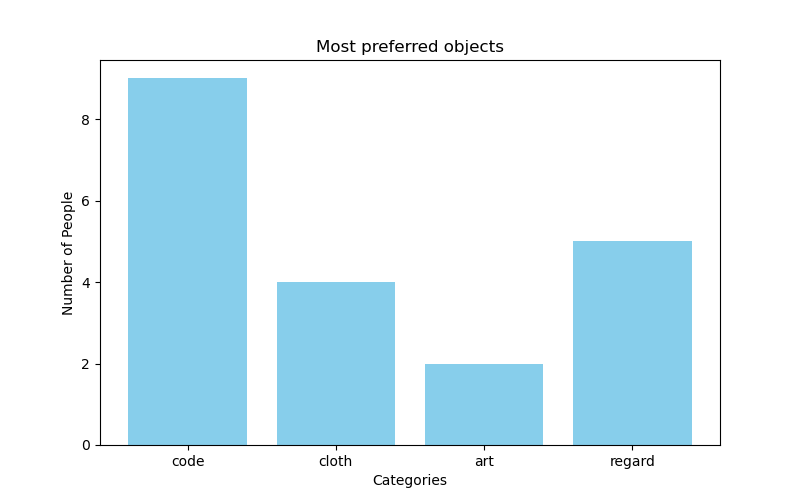 Most preferred objects
Number of People
8
6
4
2
0
code cloth art regard
Categories